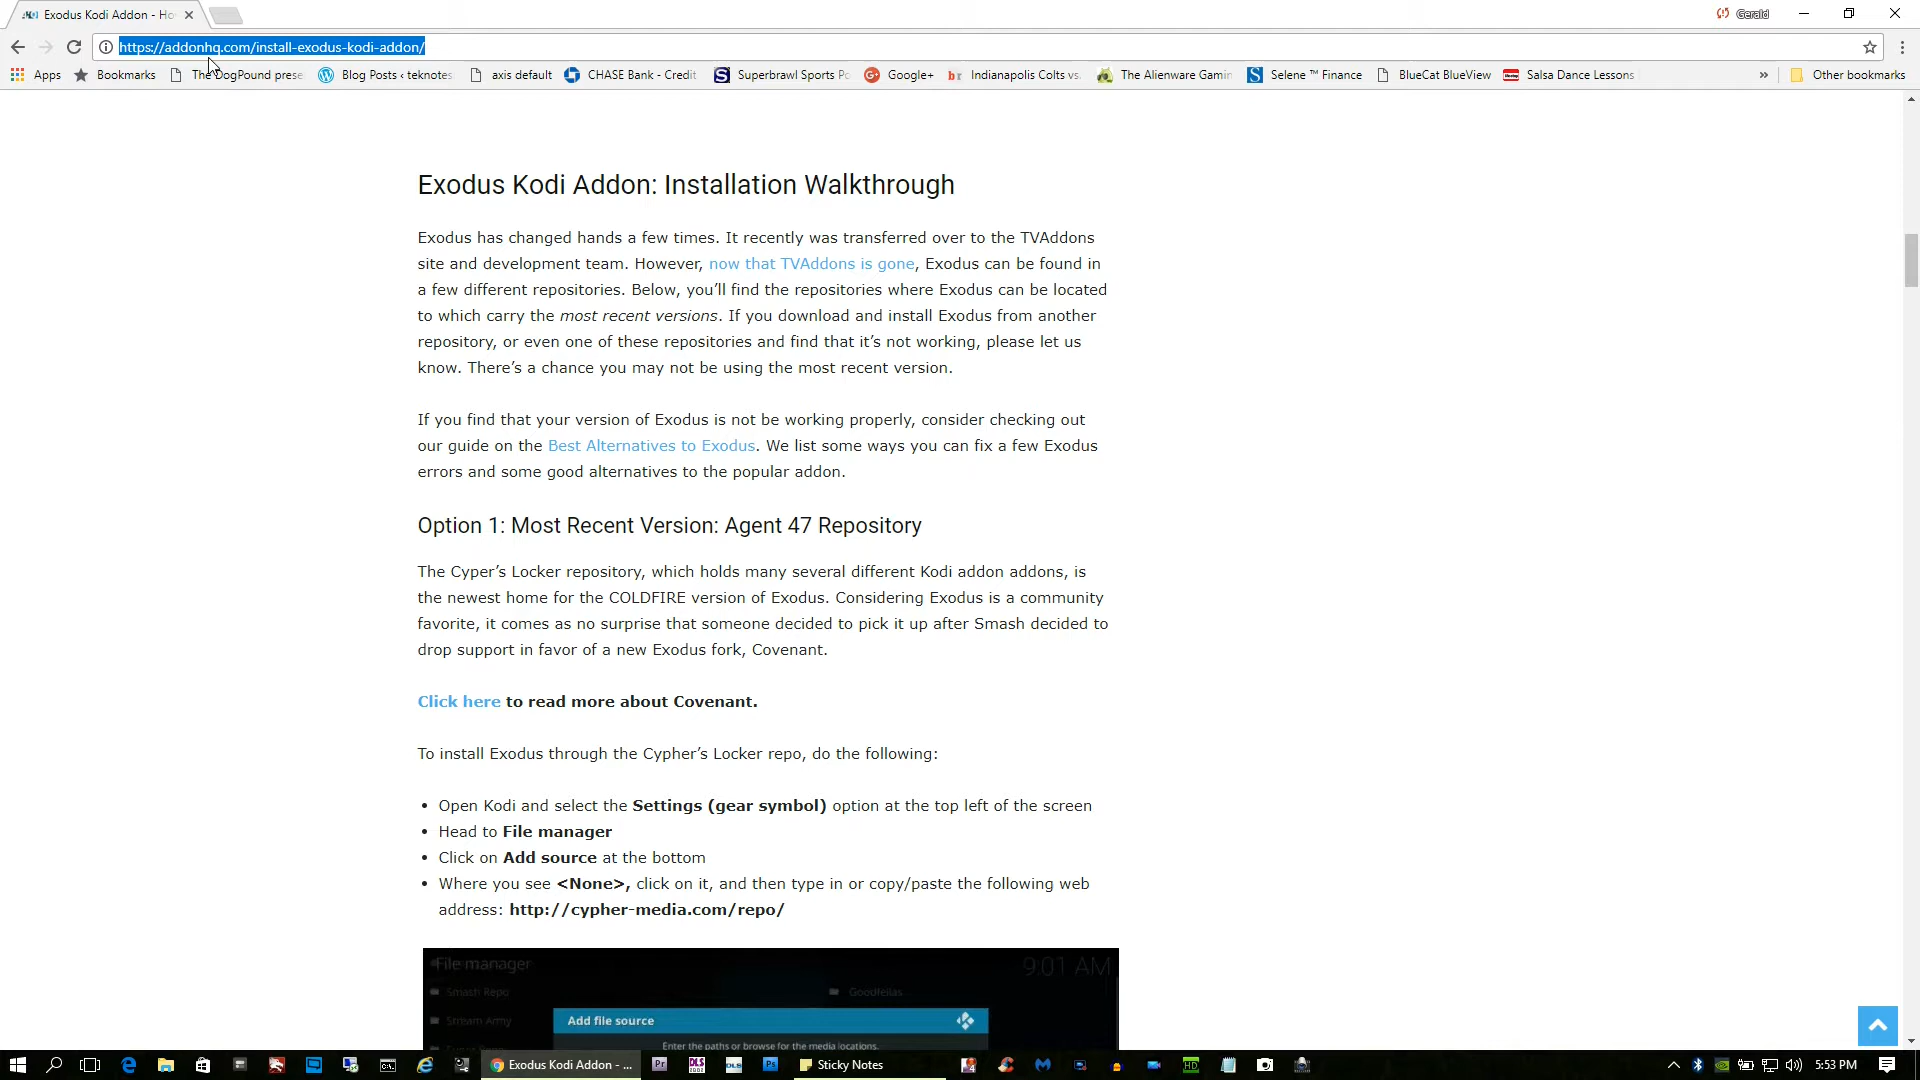 Exodus Kodi Addon - Ho
Gerald
https://addonhq.com/install-exodus-kodi-addon/
Apps Bookmarks The DogPound prese Blog Posts ‹ teknotes axis default CHASE Bank - Credit Superbrawl Sports Po Google+ Indianapolis Colts vs. The Alienware Gamin Selene ™ Finance BlueCat BlueView Salsa Dance Lessons » Other bookmarks
Exodus Kodi Addon: Installation Walkthrough
Exodus has changed hands a few times. It recently was transferred over to the TVAddons
site and development team. However, now that TVAddons is gone, Exodus can be found in
a few different repositories. Below, you’ll find the repositories where Exodus can be located
to which carry the most recent versions. If you download and install Exodus from another
repository, or even one of these repositories and find that it’s not working, please let us
know. There’s a chance you may not be using the most recent version.
If you find that your version of Exodus is not be working properly, consider checking out
our guide on the Best Alternatives to Exodus. We list some ways you can fix a few Exodus
errors and some good alternatives to the popular addon.
Option 1: Most Recent Version: Agent 47 Repository
The Cyper’s Locker repository, which holds many several different Kodi addon addons, is
the newest home for the COLDFIRE version of Exodus. Considering Exodus is a community
favorite, it comes as no surprise that someone decided to pick it up after Smash decided to
drop support in favor of a new Exodus fork, Covenant.
Click here to read more about Covenant.
To install Exodus through the Cypher’s Locker repo, do the following:
• Open Kodi and select the Settings (gear symbol) option at the top left of the screen
• Head to File manager
• Click on Add source at the bottom
• Where you see <None>, click on it, and then type in or copy/paste the following web
address: http://cypher-media.com/repo/
File manager 9:01 AM
Smash Repo Goodfellas
Stream Army
Add file source
Enter the paths or browse for the media locations.
Exodus Kodi Addon - ... Sticky Notes 5:53 PM